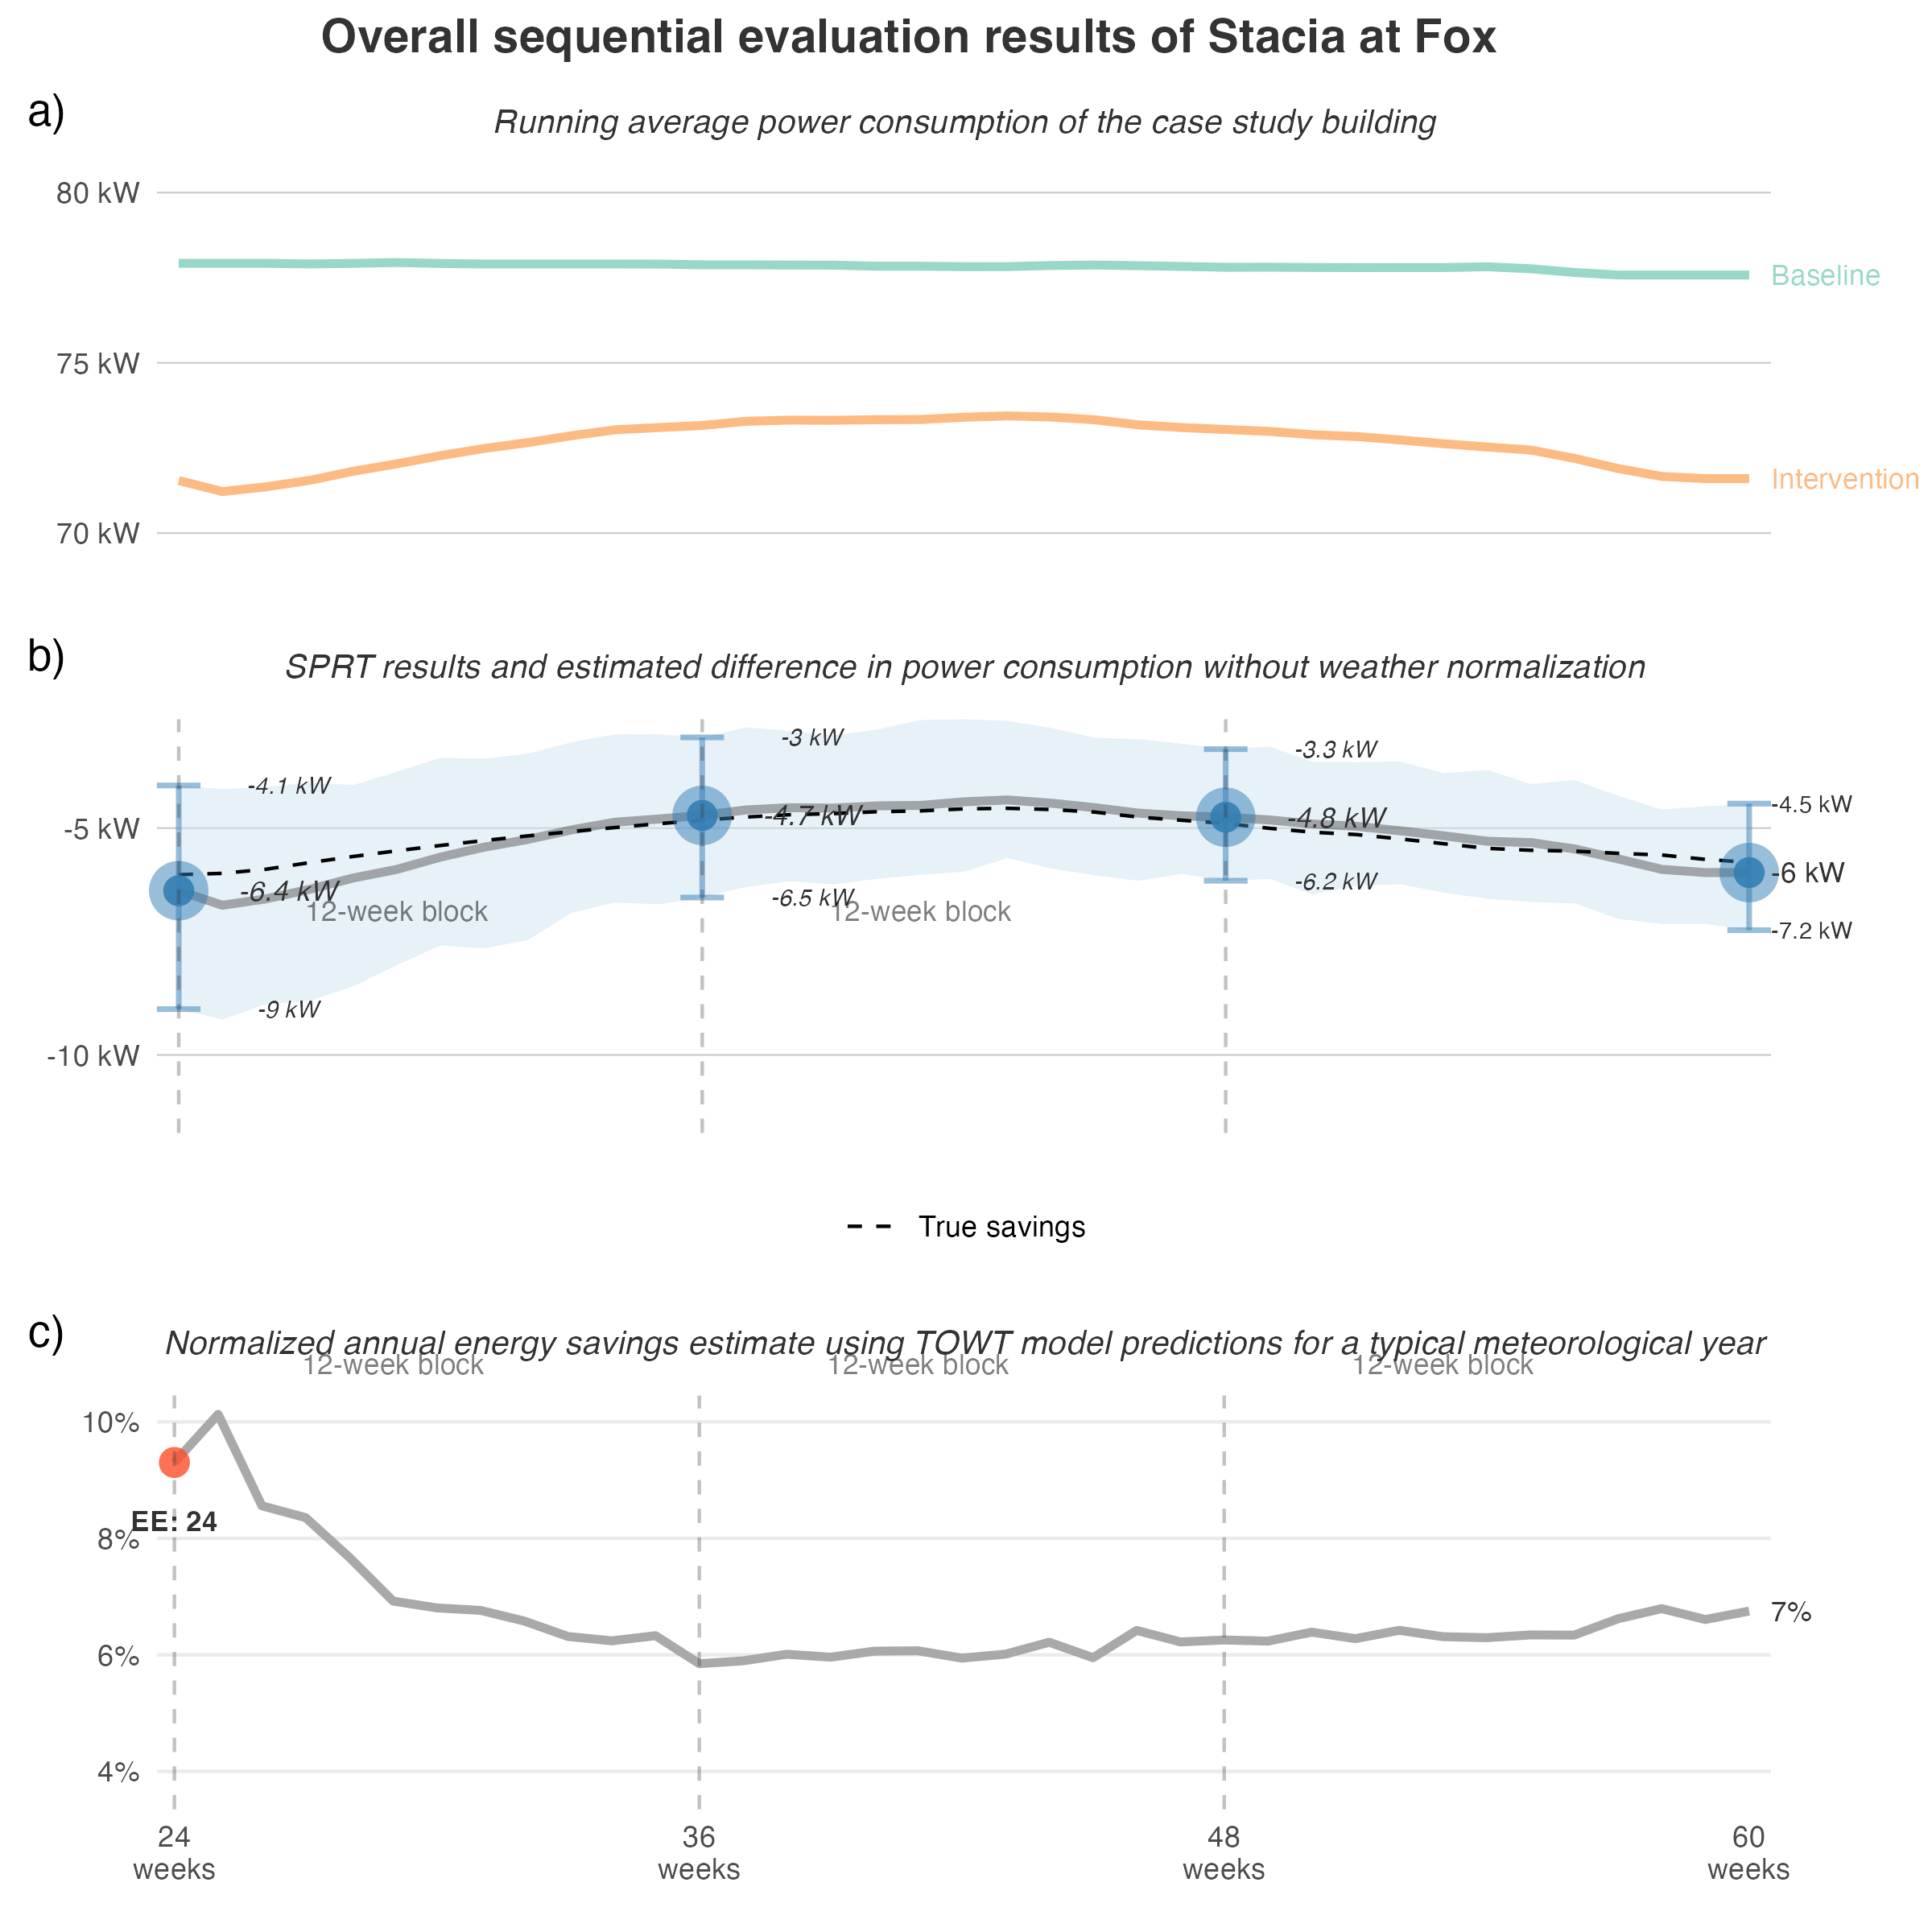 Overall sequential evaluation results of Stacia at Fox
a)
Running average power consumption of the case study building
80 kW
75 kW
70 kW
Baseline
Intervention
b)
SPRT results and estimated difference in power consumption without weather normalization
-5 kW
-10 kW
-4.1 kW
-6.4 kW
-9 kW
12-week block
-3 kW
-4.7 kW
-6.5 kW
12-week block
-3.3 kW
-4.8 kW
-6.2 kW
-4.5 kW
-6 kW
-7.2 kW
True savings
c)
Normalized annual energy savings estimate using TOWT model predictions for a typical meteorological year
12-week block
12-week block
12-week block
10%
8%
6%
4%
EE: 24
7%
24
weeks
36
weeks
48
weeks
60
weeks